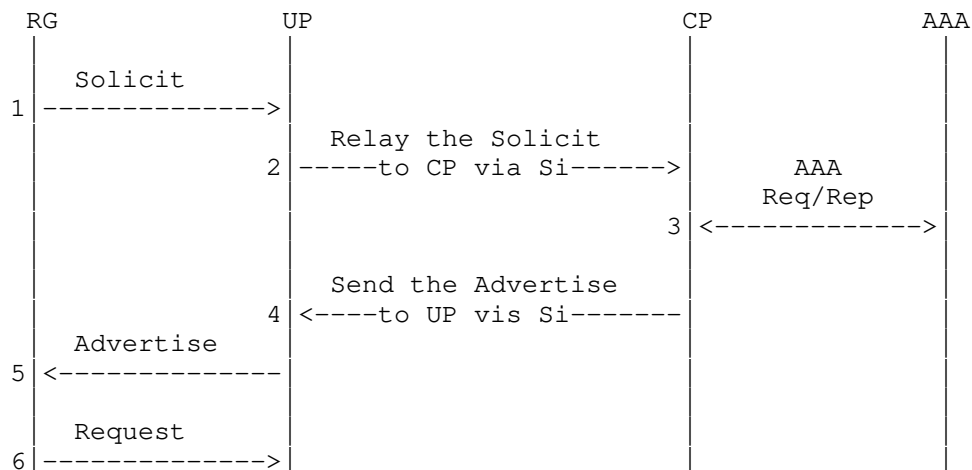 RG UP CP AAA
Solicit
1
Relay the Solicit
2 to CP via Si AAA
Req/Rep
3
Send the Advertise
4 to UP vis Si
Advertise
5
Request
6